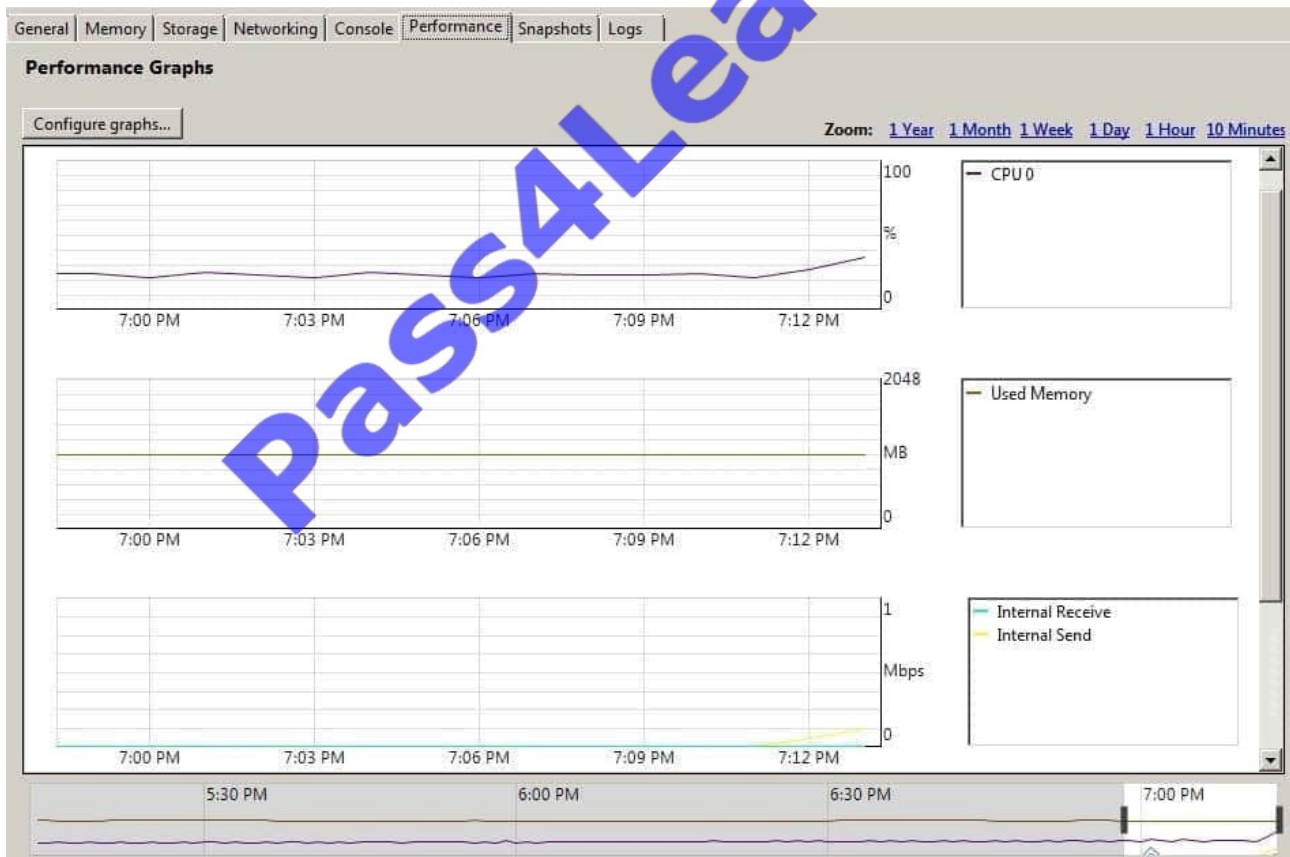 General Memory Storage Networking Console Performance Snapshots Logs
Performance Graphs
Configure graphs...
Zoom: 1 Year 1 Month 1 Week 1 Day 1 Hour 10 Minutes
100
%
0
CPU 0
7:00 PM 7:03 PM 7:06 PM 7:09 PM 7:12 PM
2048
MB
0
Used Memory
7:00 PM 7:03 PM 7:06 PM 7:09 PM 7:12 PM
1
Mbps
0
Internal Receive
Internal Send
7:00 PM 7:03 PM 7:06 PM 7:09 PM 7:12 PM
5:30 PM 6:00 PM 6:30 PM 7:00 PM
Pass4Lea